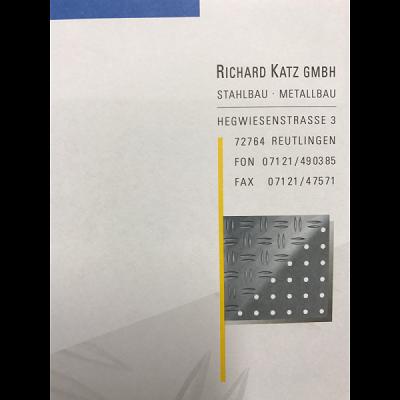 RICHARD KATZ GMBH
STAHLBAU · METALLBAU
HEGWIESENSTRASSE 3
72764 REUTLINGEN
FON 07121/490385
FAX 07121/47571